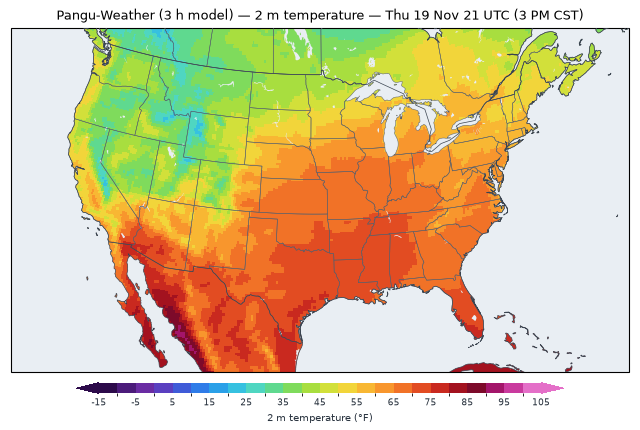 Pangu-Weather (3 h model) — 2 m temperature — Thu 19 Nov 21 UTC (3 PM CST)
-15 -5 5 15 25 35 45 55 65 75 85 95 105
2 m temperature (°F)